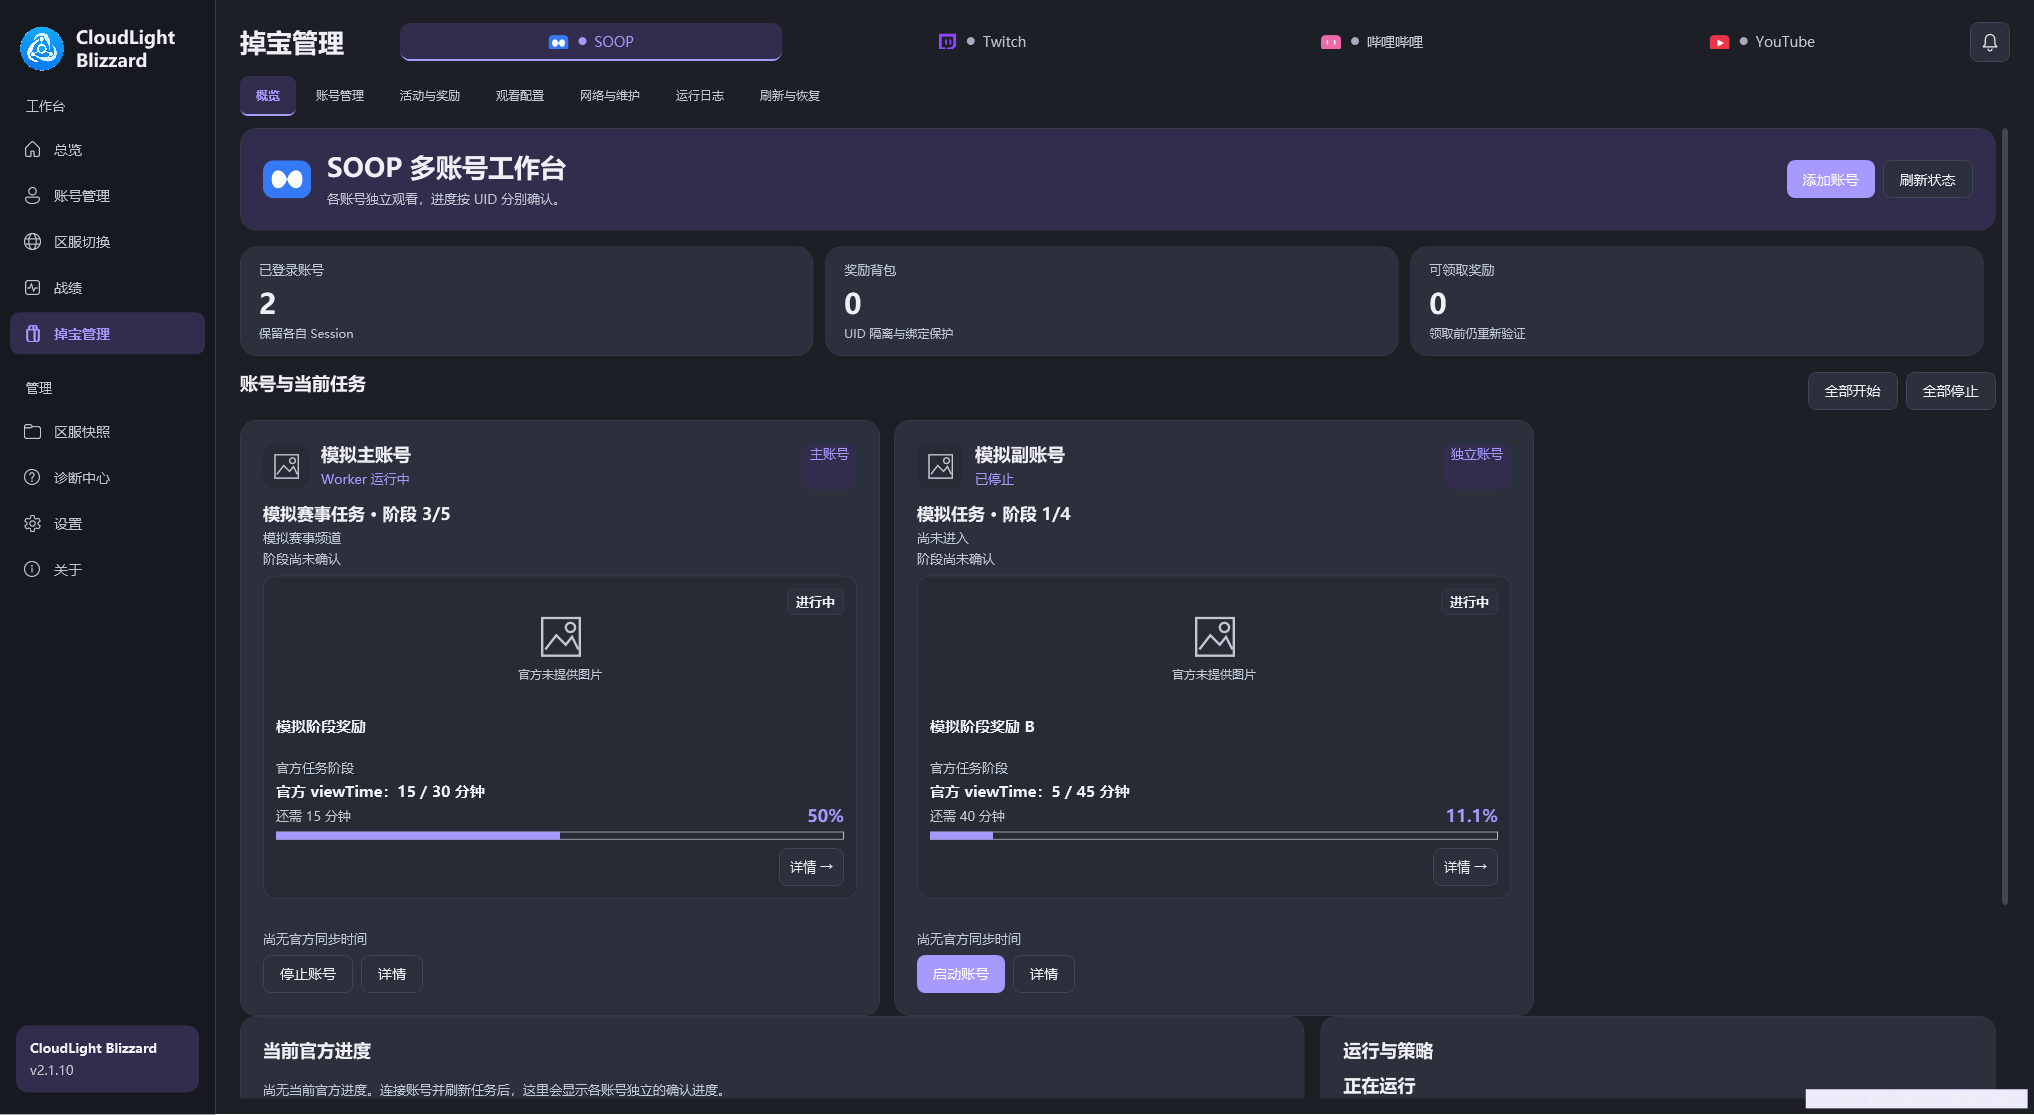 CloudLight
Blizzard
工作台
总览
账号管理
区服切换
战绩
掉宝管理
管理
区服快照
诊断中心
设置
关于
CloudLight Blizzard
v2.1.10
掉宝管理
SOOP
Twitch
哔哩哔哩
YouTube
概览
账号管理
活动与奖励
观看配置
网络与维护
运行日志
刷新与恢复
SOOP 多账号工作台
各账号独立观看，进度按 UID 分别确认。
添加账号
刷新状态
已登录账号
2
保留各自 Session
奖励背包
0
UID 隔离与绑定保护
可领取奖励
0
领取前仍重新验证
账号与当前任务
全部开始
全部停止
模拟主账号
Worker 运行中
主账号
模拟赛事任务 • 阶段 3/5
模拟赛事频道
阶段尚未确认
进行中
官方未提供图片
模拟阶段奖励
官方任务阶段
官方 viewTime：15 / 30 分钟
还需 15 分钟
50%
详情 →
尚无官方同步时间
停止账号
详情
模拟副账号
已停止
独立账号
模拟任务 • 阶段 1/4
尚未进入
阶段尚未确认
进行中
官方未提供图片
模拟阶段奖励 B
官方任务阶段
官方 viewTime：5 / 45 分钟
还需 40 分钟
11.1%
详情 →
尚无官方同步时间
启动账号
详情
当前官方进度
尚无当前官方进度。连接账号并刷新任务后，这里会显示各账号独立的确认进度。
运行与策略
正在运行